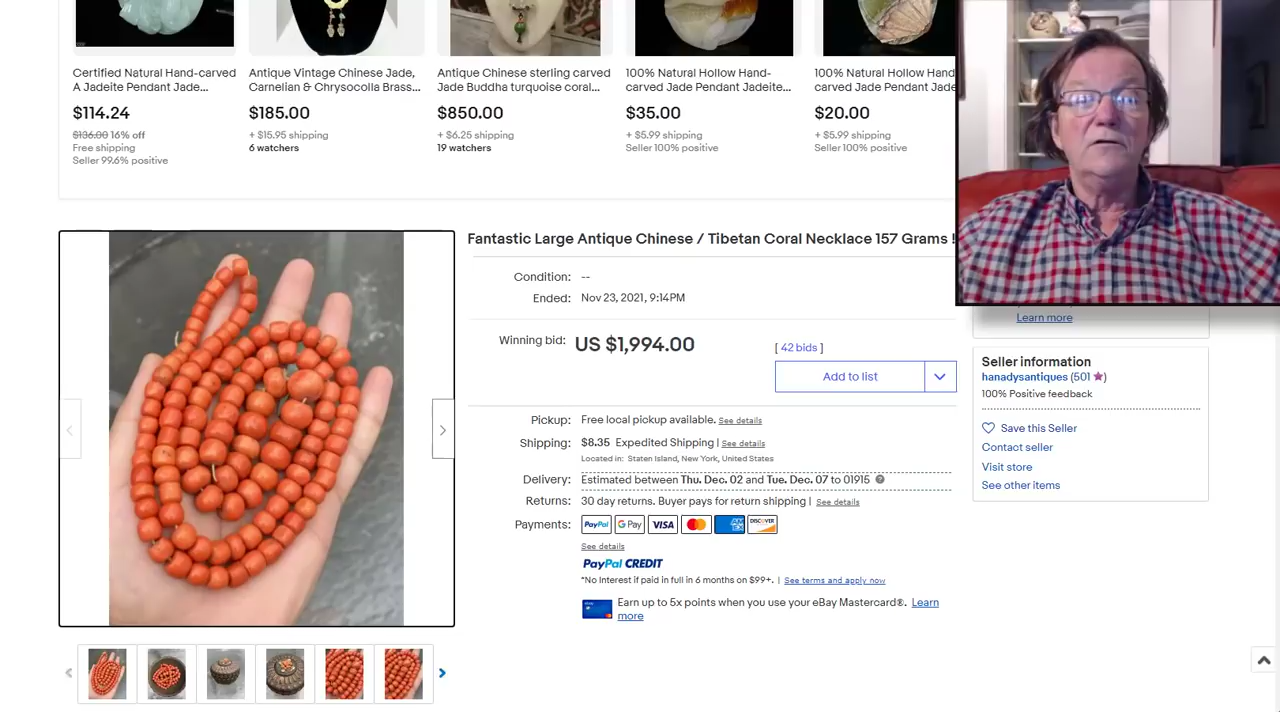 Certified Natural Hand-carved
A Jadeite Pendant Jade...
$114.24
$136.00 16% off
Free shipping
Seller 99.6% positive
Antique Vintage Chinese Jade,
Carnelian & Chrysocolla Brass...
$185.00
+ $15.95 shipping
6 watchers
Antique Chinese sterling carved
Jade Buddha turquoise coral...
$850.00
+ $6.25 shipping
19 watchers
100% Natural Hollow Hand-
carved Jade Pendant Jadeite...
$35.00
+ $5.99 shipping
Seller 100% positive
100% Natural Hollow Hand
carved Jade Pendant Jade
$20.00
+ $5.99 shipping
Seller 100% positive
Fantastic Large Antique Chinese / Tibetan Coral Necklace 157 Grams !
Condition: --
Ended: Nov 23, 2021, 9:14PM
Winning bid: US $1,994.00 [ 42 bids ]
Add to list
Pickup: Free local pickup available. See details
Shipping: $8.35 Expedited Shipping | See details
Located in: Staten Island, New York, United States
Delivery: Estimated between Thu. Dec. 02 and Tue. Dec. 07 to 01915
Returns: 30 day returns. Buyer pays for return shipping | See details
Payments: PayPal G Pay VISA DISCOVER
See details
PayPal CREDIT
*No Interest if paid in full in 6 months on $99+. | See terms and apply now
Earn up to 5x points when you use your eBay Mastercard®. Learn
more
Learn more
Seller information
hanadysantiques (501 )
100% Positive feedback
Save this Seller
Contact seller
Visit store
See other items